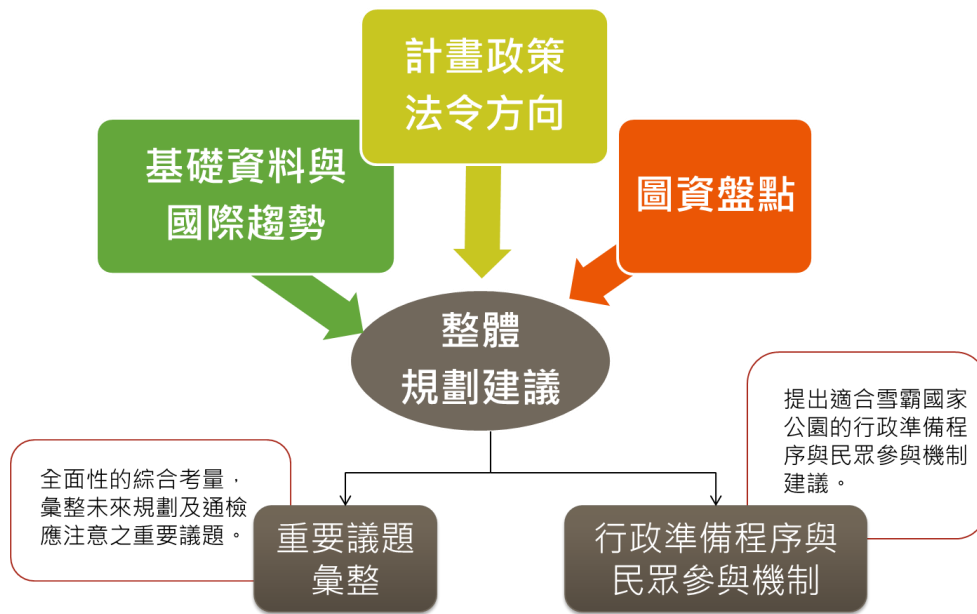 計畫政策
法令方向
基礎資料與
國際趨勢
圖資盤點
整體
規劃建議
提出適合雪霸國家
公園的行政準備程
序與民眾參與機制
建議。
全面性的綜合考量，
彙整未來規劃及通檢
應注意之重要議題。
重要議題
彙整
行政準備程序與
民眾參與機制